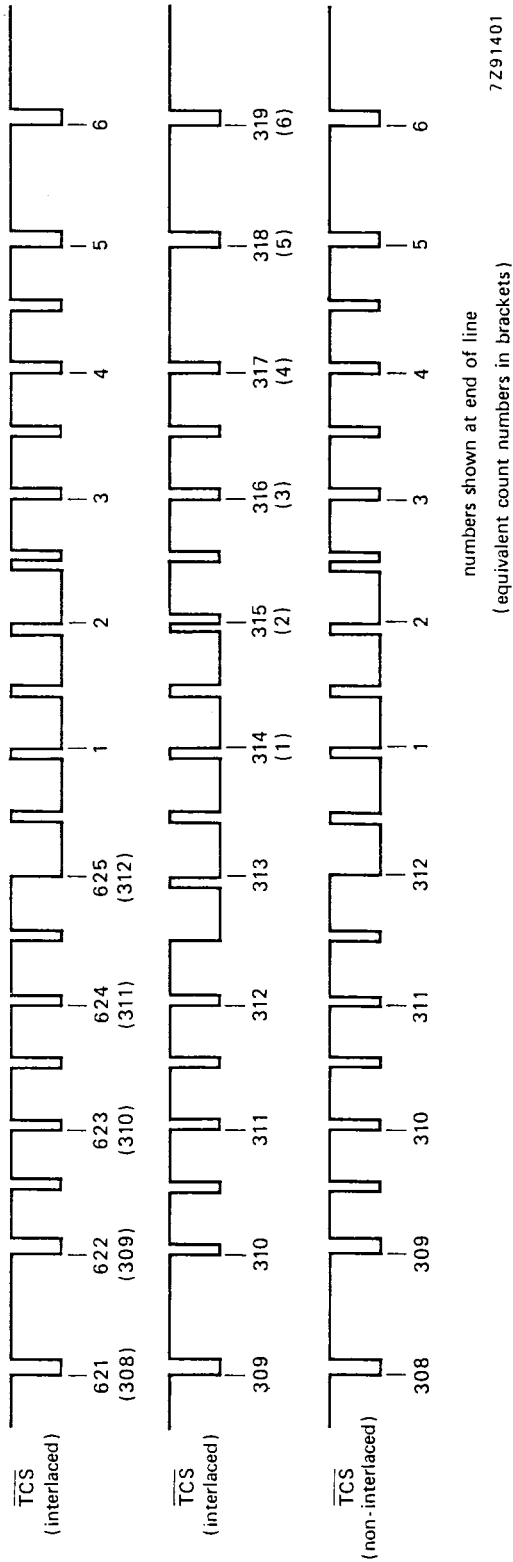 TCS
(interlaced)
621 622 623 624 625 1 2 3 4 5 6
(308) (309) (310) (311) (312)
TCS
(interlaced)
309 310 311 312 313 314 315 316 317 318 319
(1) (2) (3) (4) (5) (6)
TCS
(non-interlaced)
308 309 310 311 312 1 2 3 4 5 6
numbers shown at end of line
(equivalent count numbers in brackets)
7Z91401